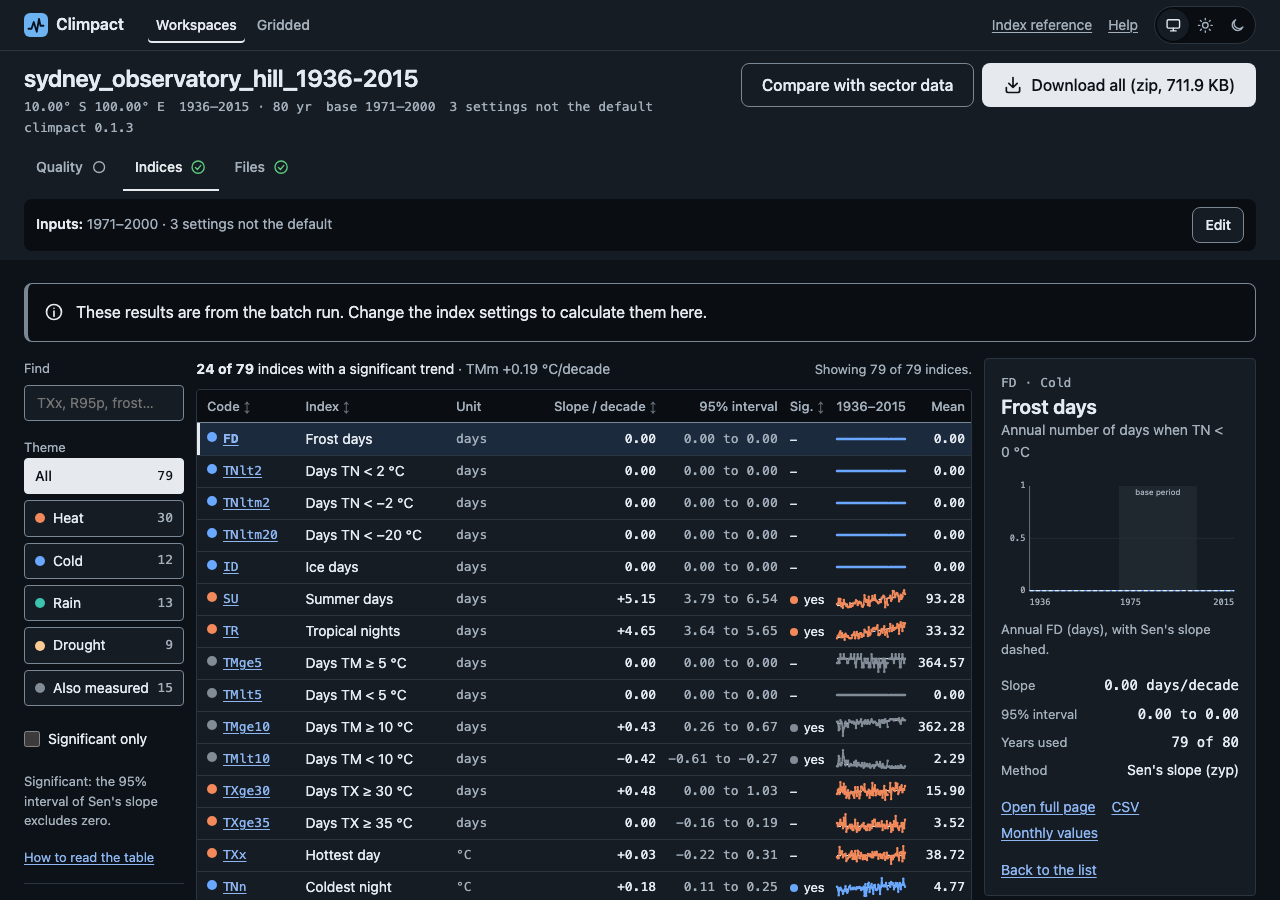 Climpact Workspaces Gridded Index reference Help
sydney_observatory_hill_1936-2015
10.00° S 100.00° E 1936–2015 · 80 yr base 1971–2000 3 settings not the default
climpact 0.1.3
Compare with sector data
Download all (zip, 711.9 KB)
Quality Indices Files
Inputs: 1971–2000 · 3 settings not the default
Edit
These results are from the batch run. Change the index settings to calculate them here.
Find
TXx, R95p, frost...
Theme
All 79
Heat 30
Cold 12
Rain 13
Drought 9
Also measured 15
Significant only
Significant: the 95%
interval of Sen's slope
excludes zero.
How to read the table
24 of 79 indices with a significant trend · TMm +0.19 °C/decade
Showing 79 of 79 indices.
Code Index Unit Slope / decade 95% interval Sig. 1936–2015 Mean
FD Frost days days 0.00 0.00 to 0.00 – 0.00
TNlt2 Days TN < 2 °C days 0.00 0.00 to 0.00 – 0.00
TNltm2 Days TN < −2 °C days 0.00 0.00 to 0.00 – 0.00
TNltm20 Days TN < −20 °C days 0.00 0.00 to 0.00 – 0.00
ID Ice days days 0.00 0.00 to 0.00 – 0.00
SU Summer days days +5.15 3.79 to 6.54 yes 93.28
TR Tropical nights days +4.65 3.64 to 5.65 yes 33.32
TMge5 Days TM ≥ 5 °C days 0.00 0.00 to 0.00 – 364.57
TMlt5 Days TM < 5 °C days 0.00 0.00 to 0.00 – 0.00
TMge10 Days TM ≥ 10 °C days +0.43 0.26 to 0.67 yes 362.28
TMlt10 Days TM < 10 °C days −0.42 −0.61 to −0.27 yes 2.29
TXge30 Days TX ≥ 30 °C days +0.48 0.00 to 1.03 – 15.90
TXge35 Days TX ≥ 35 °C days 0.00 −0.16 to 0.19 – 3.52
TXx Hottest day °C +0.03 −0.22 to 0.31 – 38.72
TNn Coldest night °C +0.18 0.11 to 0.25 yes 4.77
FD · Cold
Frost days
Annual number of days when TN <
0 °C
1
base period
0.5
0
1936 1975 2015
Annual FD (days), with Sen's slope
dashed.
Slope 0.00 days/decade
95% interval 0.00 to 0.00
Years used 79 of 80
Method Sen's slope (zyp)
Open full page CSV
Monthly values
Back to the list